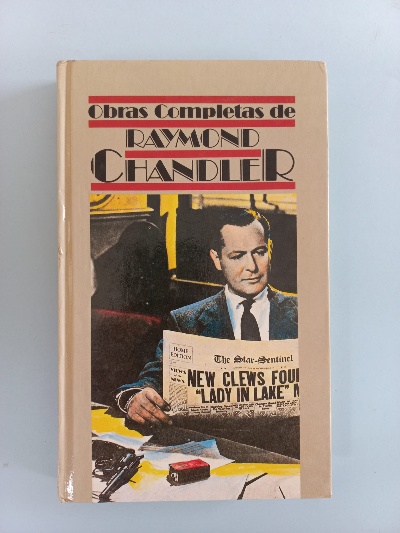 Obras Completas de
RAYMOND
CHANDLER
HOME
EDITION
The Star-Sentinel
NEW CLEWS FOU
"LADY IN LAKE"